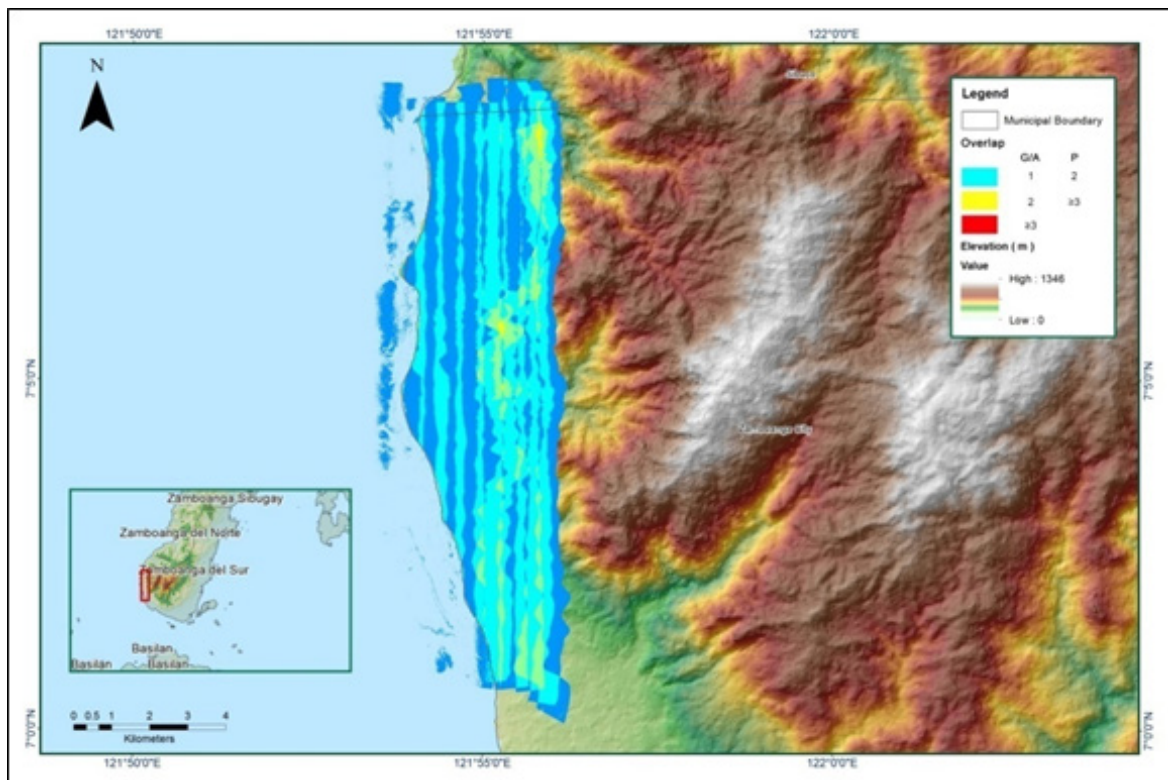 121°50'0"E 121°55'0"E 122°0'0"E
N
Legend
Municipal Boundary
Overlap
G/A P
1 2
2 ≥3
≥3
Elevation ( m )
Value
High : 1346
Low : 0
7°5'0"N 7°5'0"N
Zamboanga City
Zamboanga Sibugay
Zamboanga del Norte
Zamboanga del Sur
Basilan
Basilan Basilan
0 0.5 1 2 3 4
Kilometers
7°0'0"N 7°0'0"N
121°50'0"E 121°55'0"E 122°0'0"E